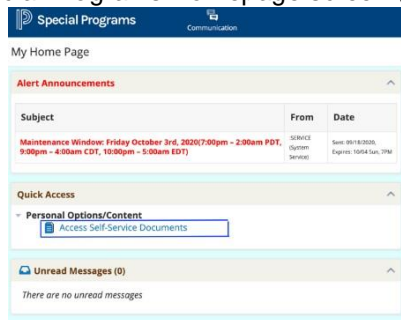 Special Programs
Communication
My Home Page
Alert Announcements
Subject From Date
Maintenance Window: Friday October 3rd, 2020(7:00pm – 2:00am PDT,
9:00pm – 4:00am CDT, 10:00pm – 5:00am EDT)
SERVICE
(System
Service)
Sent: 09/18/2020,
Expires: 10/04 Sun, 7PM
Quick Access
Personal Options/Content
Access Self-Service Documents
Unread Messages (0)
There are no unread messages